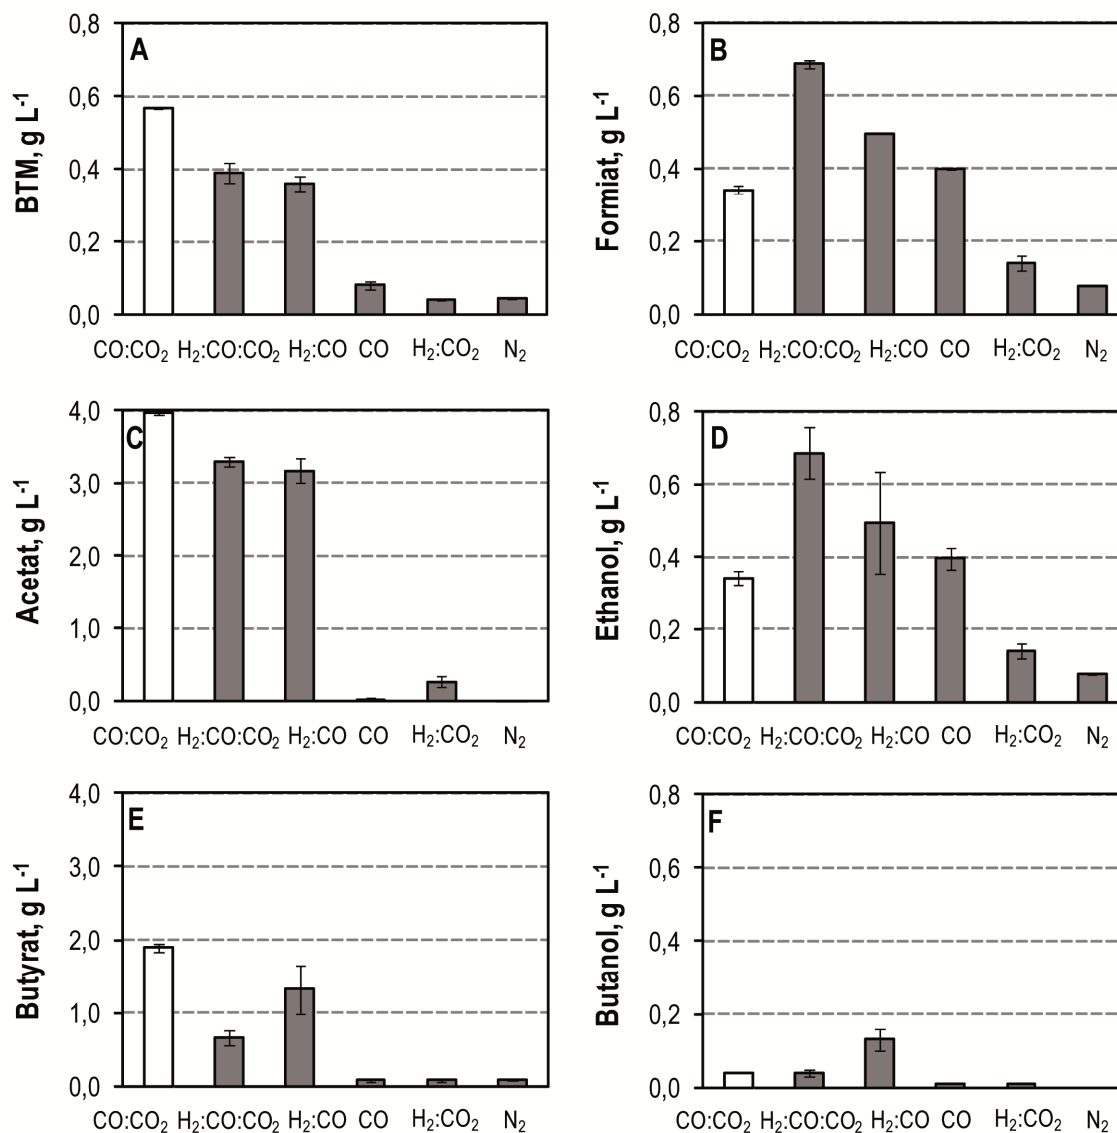 A
BTM, g L⁻¹
0,8
0,6
0,4
0,2
0,0
CO:CO₂ H₂:CO:CO₂ H₂:CO CO H₂:CO₂ N₂
B
Formiat, g L⁻¹
0,8
0,6
0,4
0,2
0,0
CO:CO₂ H₂:CO:CO₂ H₂:CO CO H₂:CO₂ N₂
C
Acetat, g L⁻¹
4,0
3,0
2,0
1,0
0,0
CO:CO₂ H₂:CO:CO₂ H₂:CO CO H₂:CO₂ N₂
D
Ethanol, g L⁻¹
0,8
0,6
0,4
0,2
0,0
CO:CO₂ H₂:CO:CO₂ H₂:CO CO H₂:CO₂ N₂
E
Butyrat, g L⁻¹
4,0
3,0
2,0
1,0
0,0
CO:CO₂ H₂:CO:CO₂ H₂:CO CO H₂:CO₂ N₂
F
Butanol, g L⁻¹
0,8
0,6
0,4
0,2
0,0
CO:CO₂ H₂:CO:CO₂ H₂:CO CO H₂:CO₂ N₂